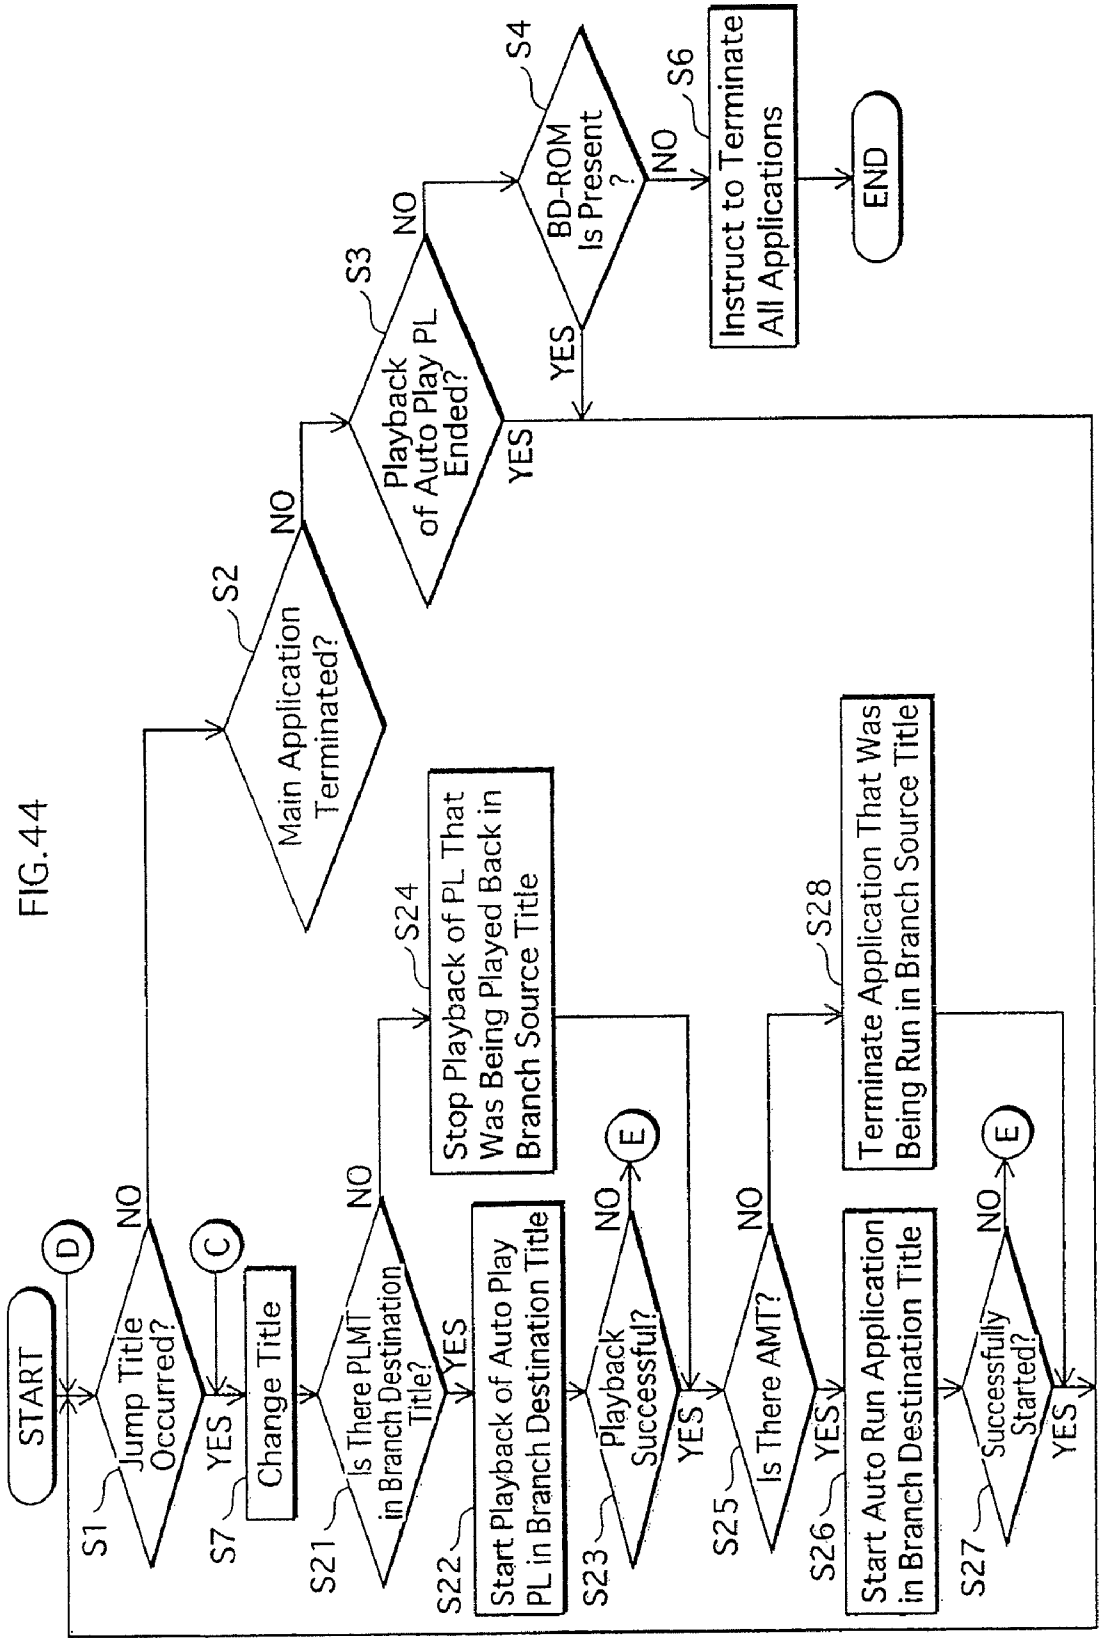 FIG.44
START
D
S1
Jump Title
Occurred?
NO
YES
C
S7
Change Title
S21
Is There PLMT
in Branch Destination
Title?
NO
YES
S22
Start Playback of Auto Play
PL in Branch Destination Title
S24
Stop Playback of PL That
Was Being Played Back in
Branch Source Title
S23
Playback
Successful?
NO
E
YES
S25
Is There AMT?
NO
YES
S26
Start Auto Run Application
in Branch Destination Title
S28
Terminate Application That Was
Being Run in Branch Source Title
S27
Successfully
Started?
NO
E
YES
S2
Main Application
Terminated?
NO
S3
Playback
of Auto Play PL
Ended?
NO
YES
S4
BD-ROM
Is Present
?
YES
NO
S6
Instruct to Terminate
All Applications
END